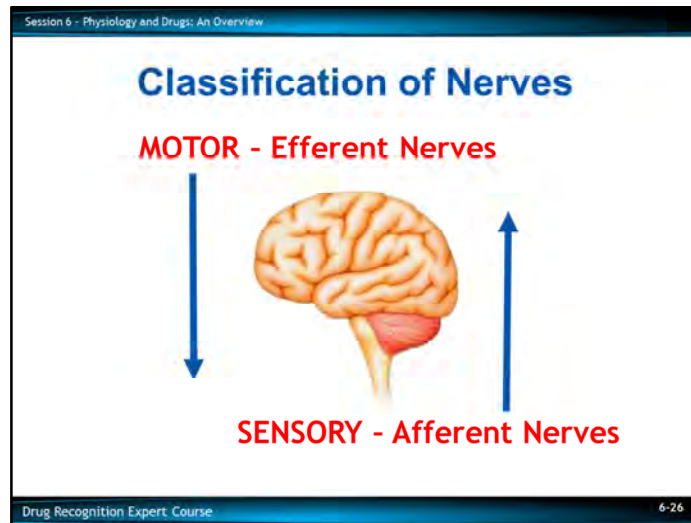 Session 6 - Physiology and Drugs: An Overview
Classification of Nerves
MOTOR - Efferent Nerves
SENSORY - Afferent Nerves
Drug Recognition Expert Course
6-26